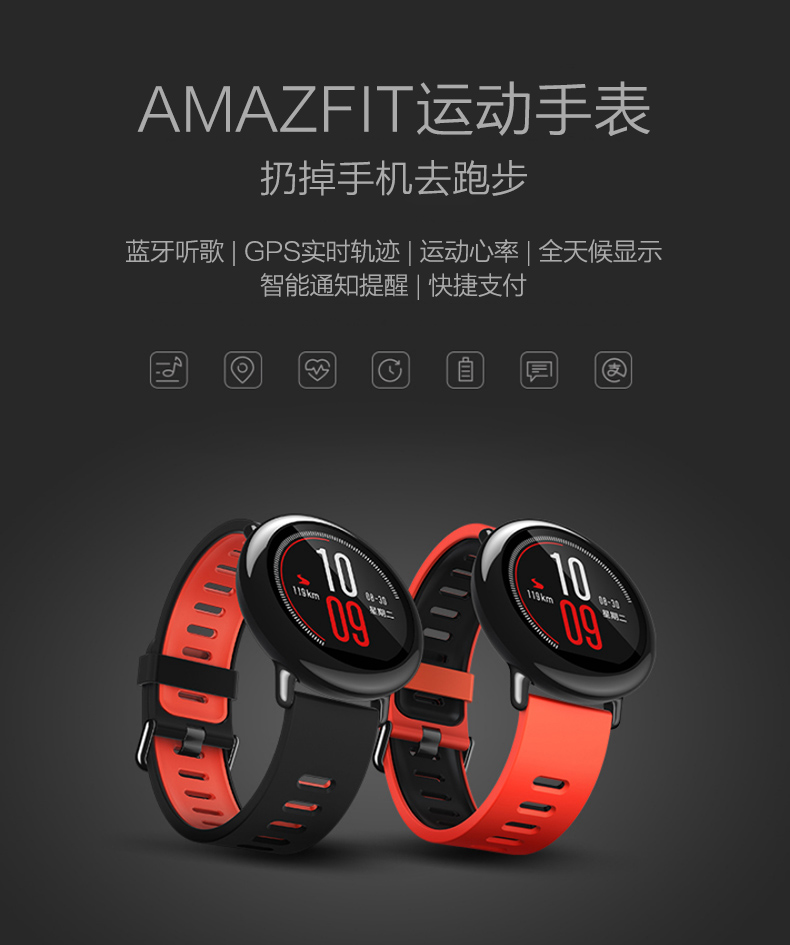 AMAZFIT运动手表
扔掉手机去跑步
蓝牙听歌 | GPS实时轨迹 | 运动心率 | 全天候显示
智能通知提醒 | 快捷支付
支
10
09
119km
08-30
星期二
10
09
119km
08-30
星期二